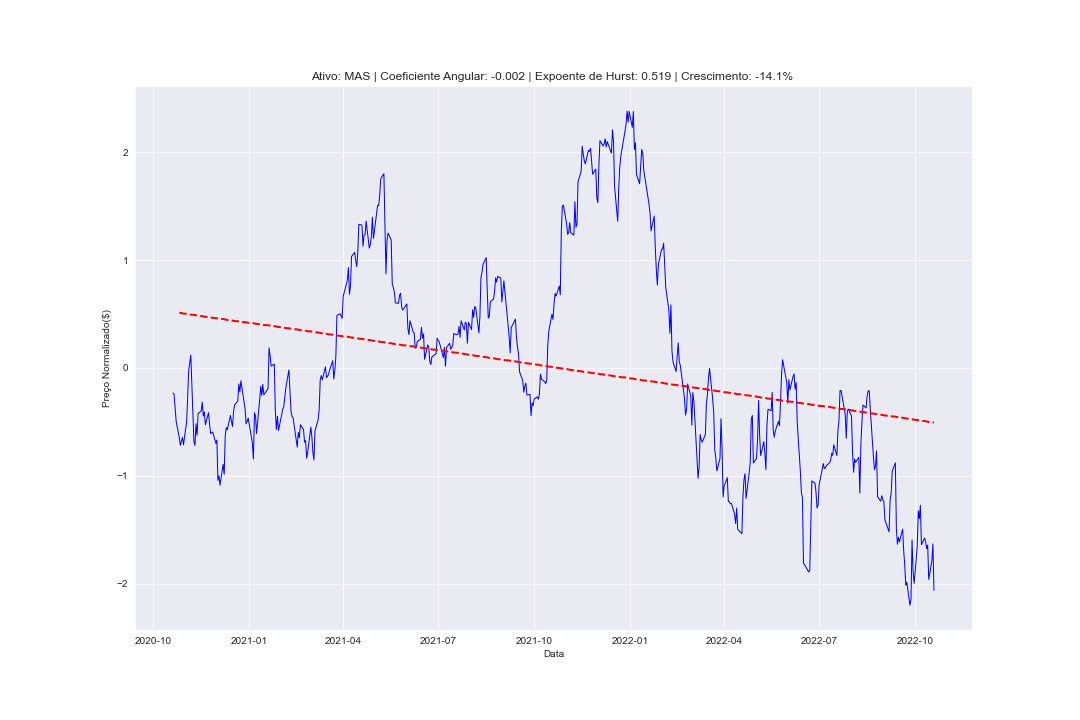 Ativo: MAS | Coeficiente Angular: -0.002 | Expoente de Hurst: 0.519 | Crescimento: -14.1%
Preço Normalizado($)
2
1
0
−1
−2
2020-10 2021-01 2021-04 2021-07 2021-10 2022-01 2022-04 2022-07 2022-10
Data